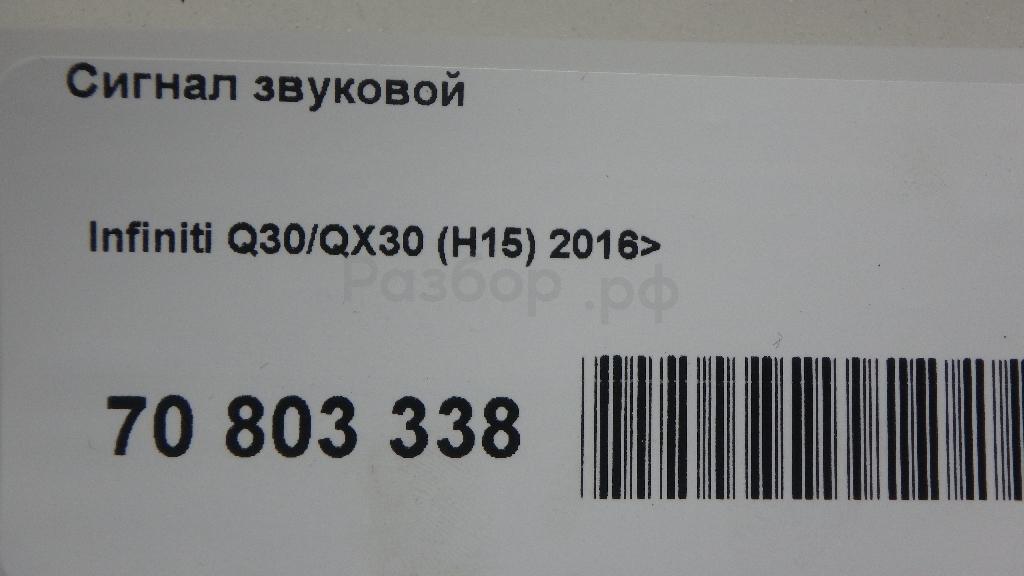 Сигнал звуковой
Infiniti Q30/QX30 (H15) 2016>
Разбор.рф
70 803 338